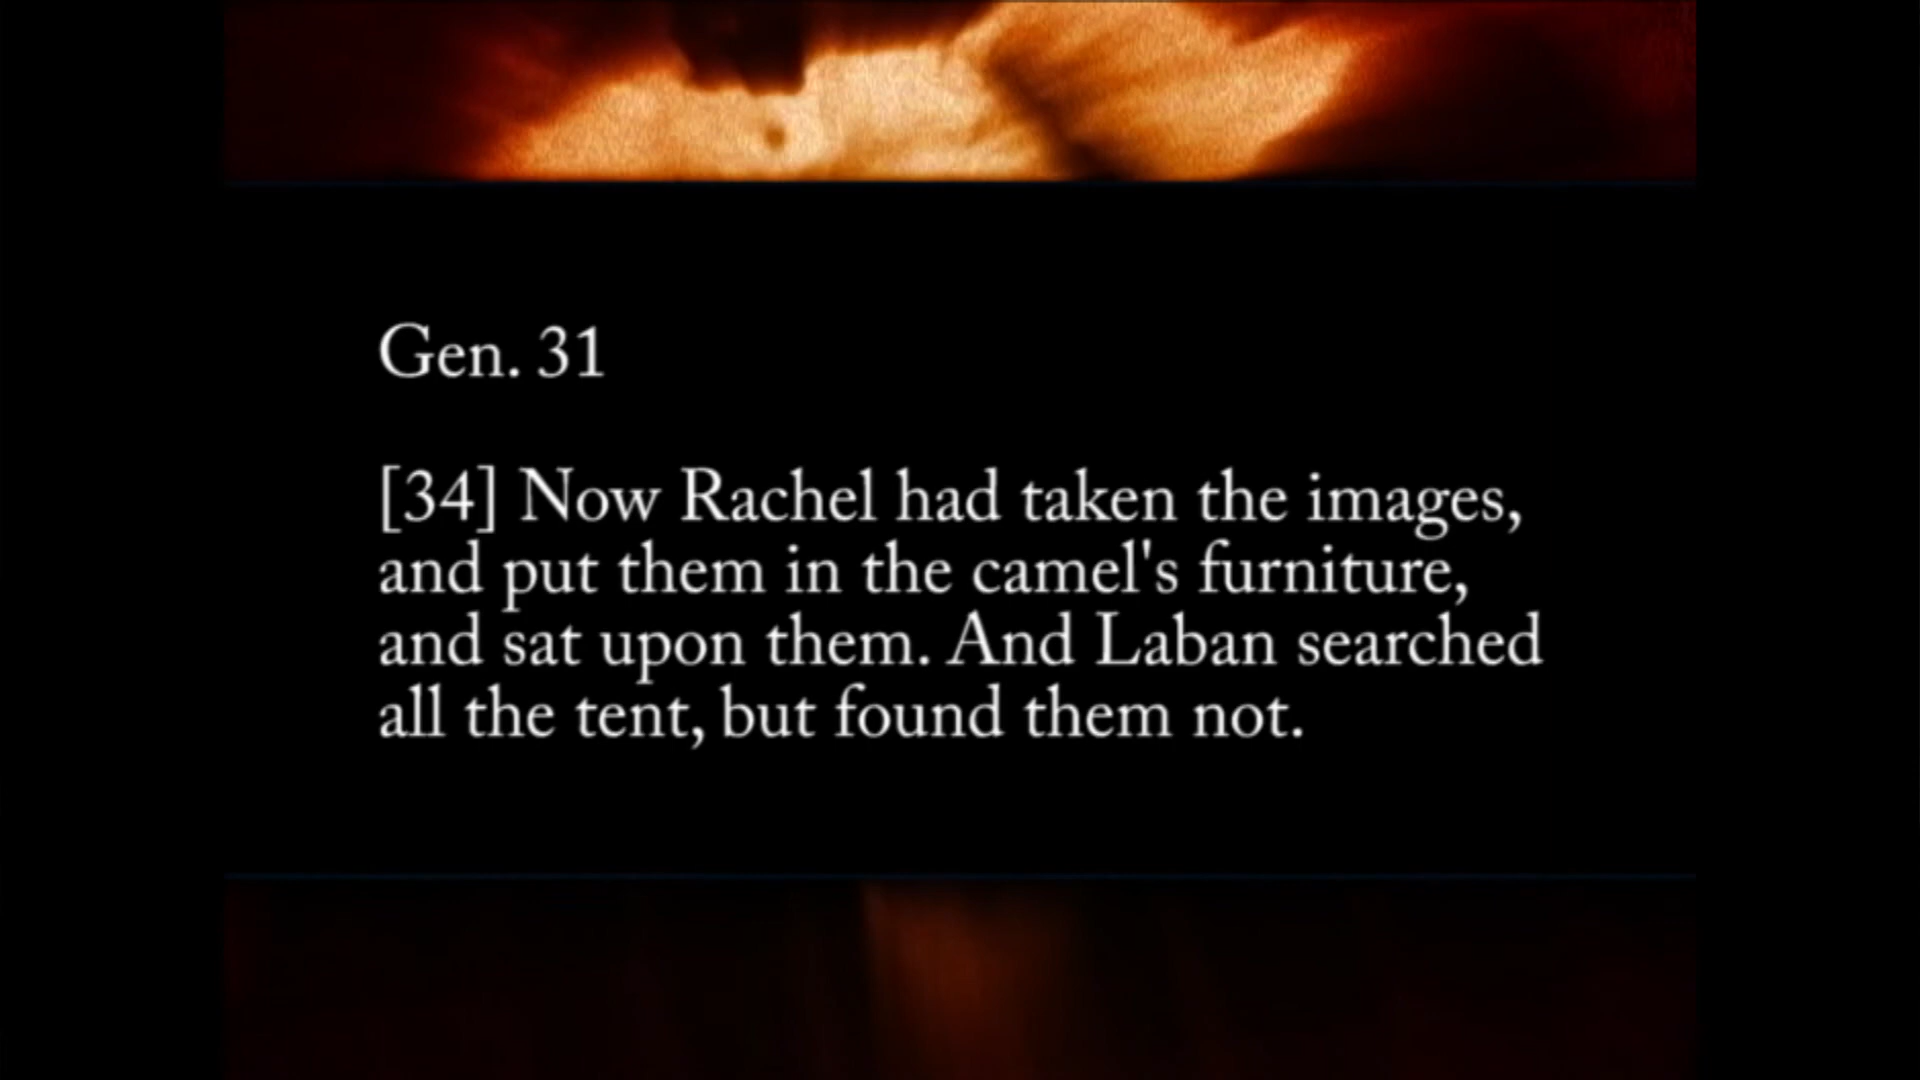 Gen. 31
[34] Now Rachel had taken the images,
and put them in the camel's furniture,
and sat upon them. And Laban searched
all the tent, but found them not.